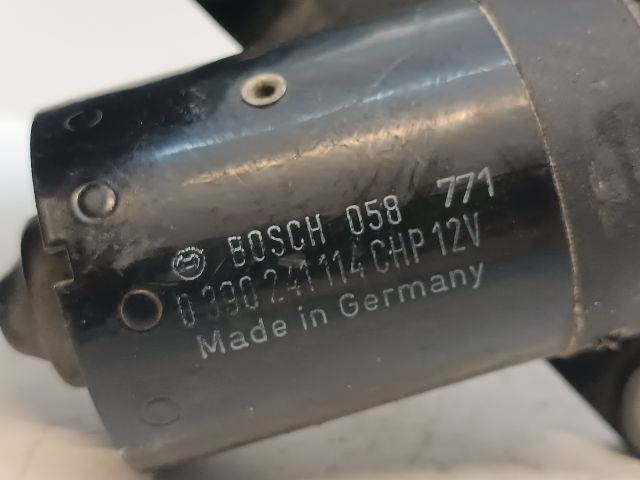 BOSCH 058 771
0 390 241 114 CHP 12V
Made in Germany